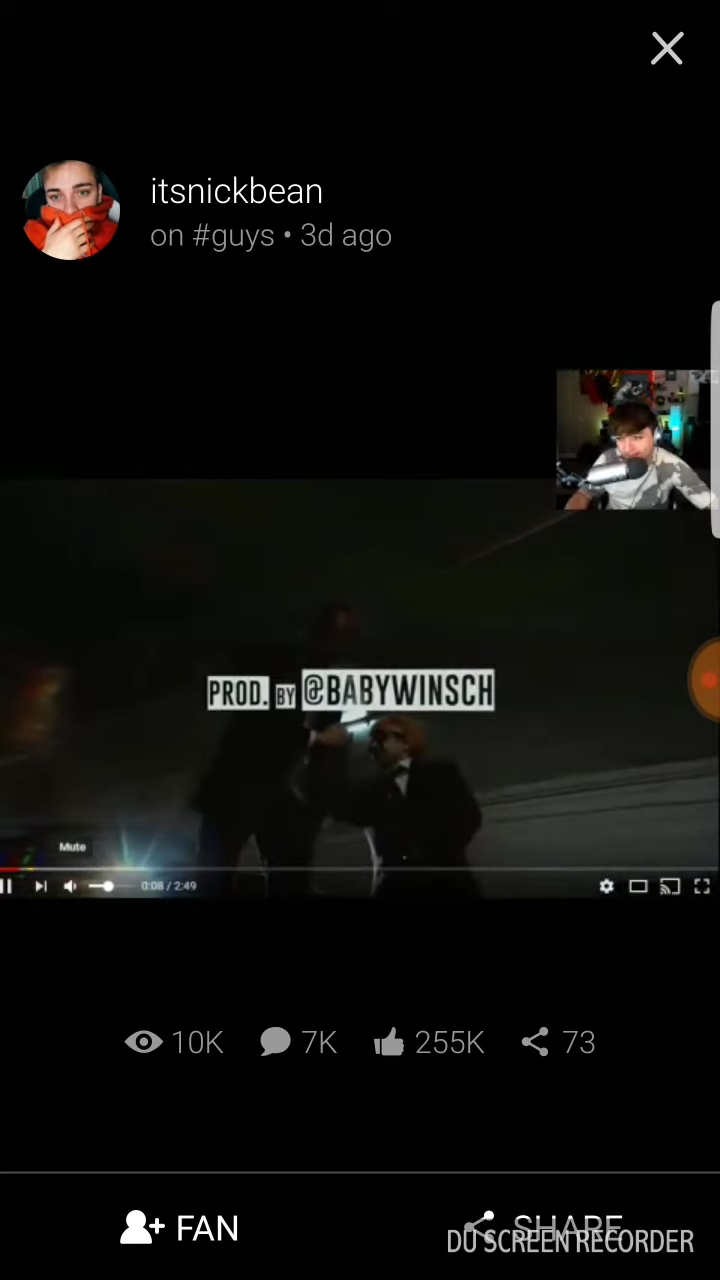 itsnickbean
on #guys • 3d ago
PROD. BY @BABYWINSCH
Mute
0:08 / 2:49
10K 7K 255K 73
FAN SHARE
DU SCREEN RECORDER